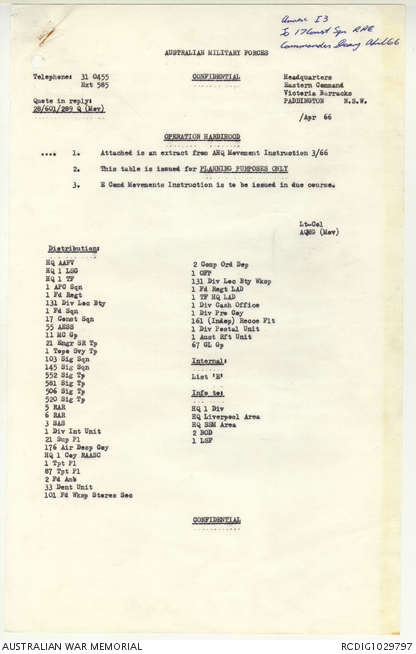 Annex I3
To 17 Const Sqn RAE
Commander Diary April 66
AUSTRALIAN MILITARY FORCES
Telephone: 31 0455
Ext 585
CONFIDENTIAL
Headquarters
Eastern Command
Victoria Barracks
PADDINGTON N.S.W.
Quote in reply:
28/601/289 Q (Mov)
/Apr 66
OPERATION HARDIHOOD
.... 1. Attached is an extract from AHQ Movement Instruction 3/66
2. This table is issued for PLANNING PURPOSES ONLY
3. E Comd Movements Instruction is to be issued in due course.
Lt-Col
AQMG (Mov)
Distribution:
HQ AAFV
HQ 1 LSG
HQ 1 TF
1 APC Sqn
1 Fd Regt
131 Div Loc Bty
1 Fd Sqn
17 Const Sqn
55 AESS
11 MC Gp
21 Engr SR Tp
1 Topo Svy Tp
103 Sig Sqn
145 Sig Sqn
552 Sig Tp
581 Sig Tp
506 Sig Tp
520 Sig Tp
5 RAR
6 RAR
3 SAS
1 Div Int Unit
21 Sup Pl
176 Air Desp Coy
HQ 1 Coy RAASC
1 Tpt Pl
87 Tpt Pl
2 Fd Amb
33 Dent Unit
101 Fd Wksp Stores Sec
2 Comp Ord Dep
1 OFP
131 Div Loc Bty Wksp
1 Fd Regt LAD
1 TF HQ LAD
1 Div Cash Office
1 Div Pro Coy
161 (Indep) Recce Flt
1 Div Postal Unit
1 Aust Rft Unit
67 GL Gp
Internal:
List 'E'
Info to:
HQ 1 Div
HQ Liverpool Area
HQ SSM Area
2 BOD
1 LSF
CONFIDENTIAL
AUSTRALIAN WAR MEMORIAL
RCDIG1029797